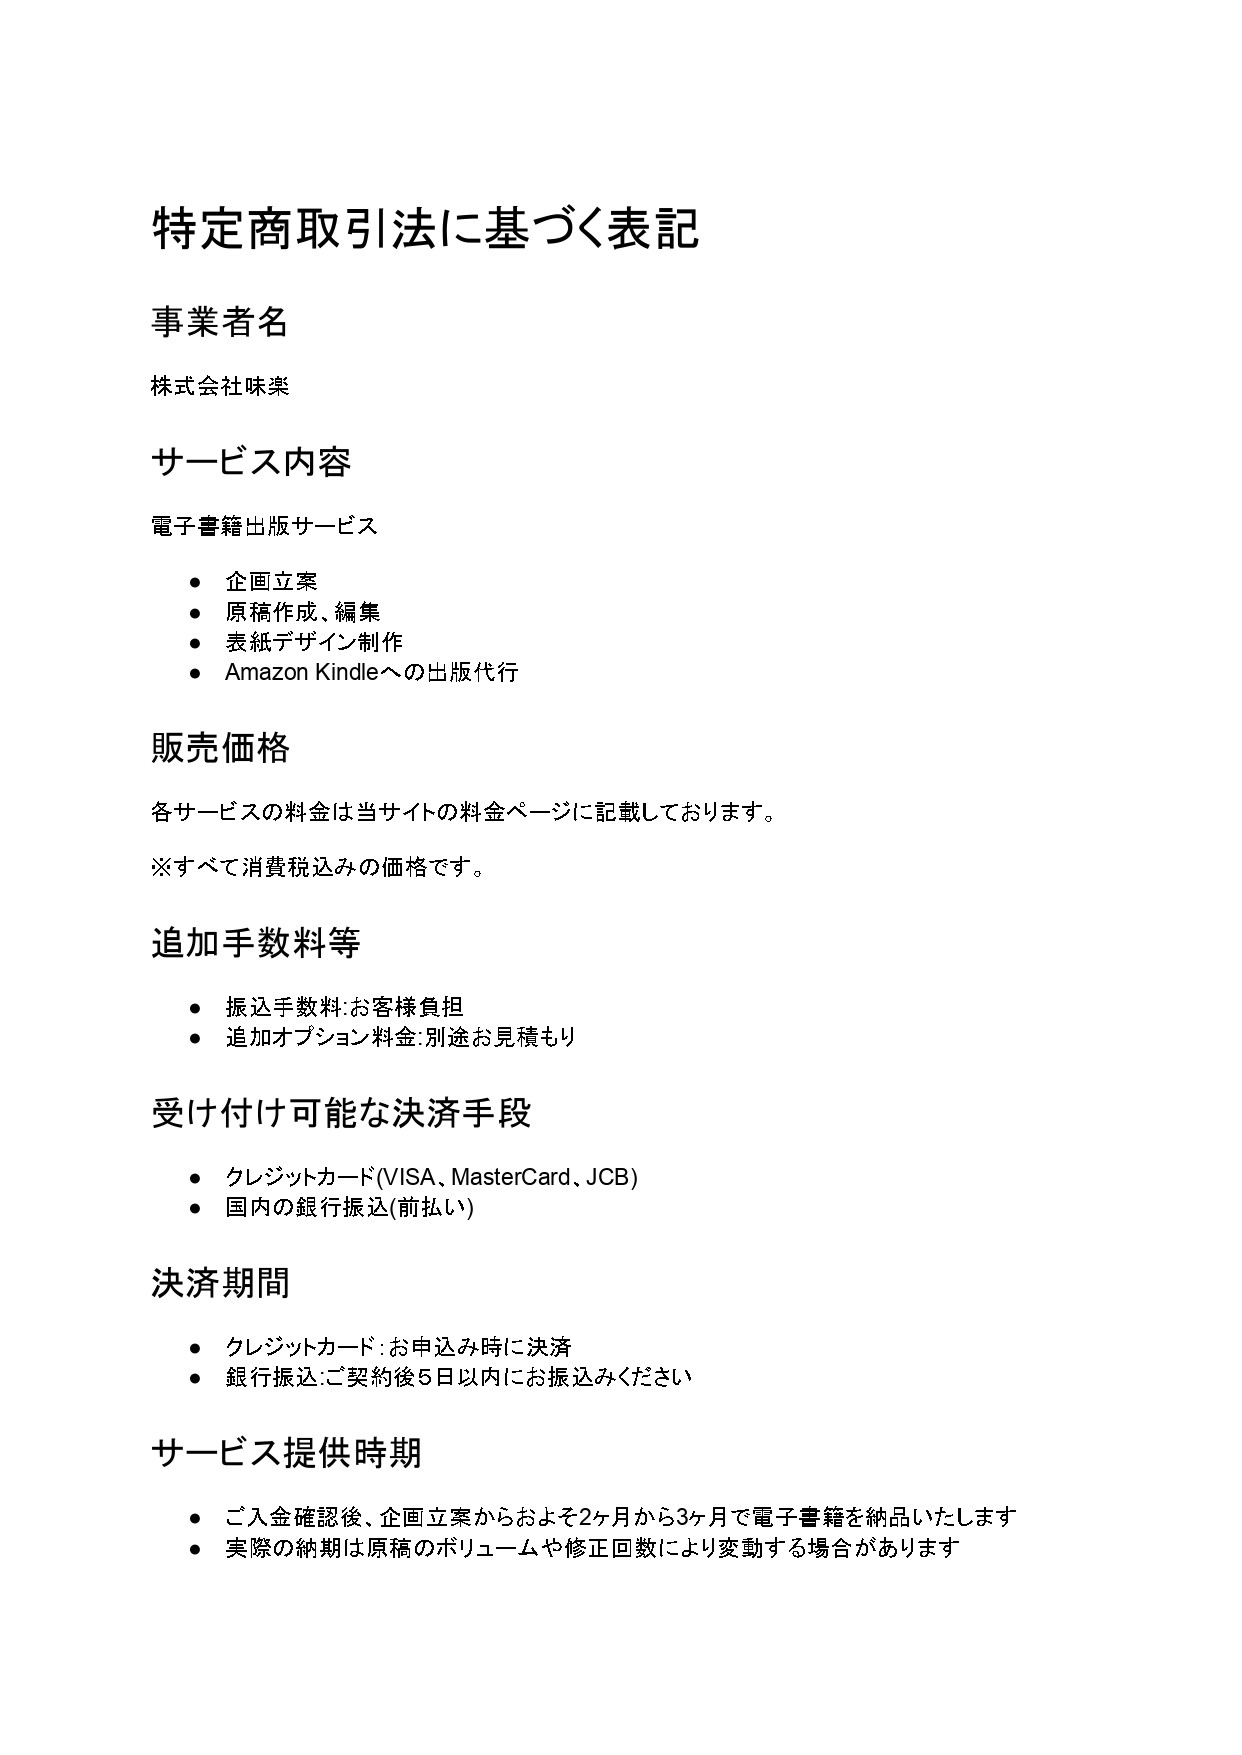 特定商取引法に基づく表記
事業者名
株式会社味楽
サービス内容
電子書籍出版サービス
● 企画立案
● 原稿作成、編集
● 表紙デザイン制作
● Amazon Kindleへの出版代行
販売価格
各サービスの料金は当サイトの料金ページに記載しております。
※すべて消費税込みの価格です。
追加手数料等
● 振込手数料:お客様負担
● 追加オプション料金:別途お見積もり
受け付け可能な決済手段
● クレジットカード(VISA、MasterCard、JCB)
● 国内の銀行振込(前払い)
決済期間
● クレジットカード:お申込み時に決済
● 銀行振込:ご契約後5日以内にお振込みください
サービス提供時期
● ご入金確認後、企画立案からおよそ2ヶ月から3ヶ月で電子書籍を納品いたします
● 実際の納期は原稿のボリュームや修正回数により変動する場合があります